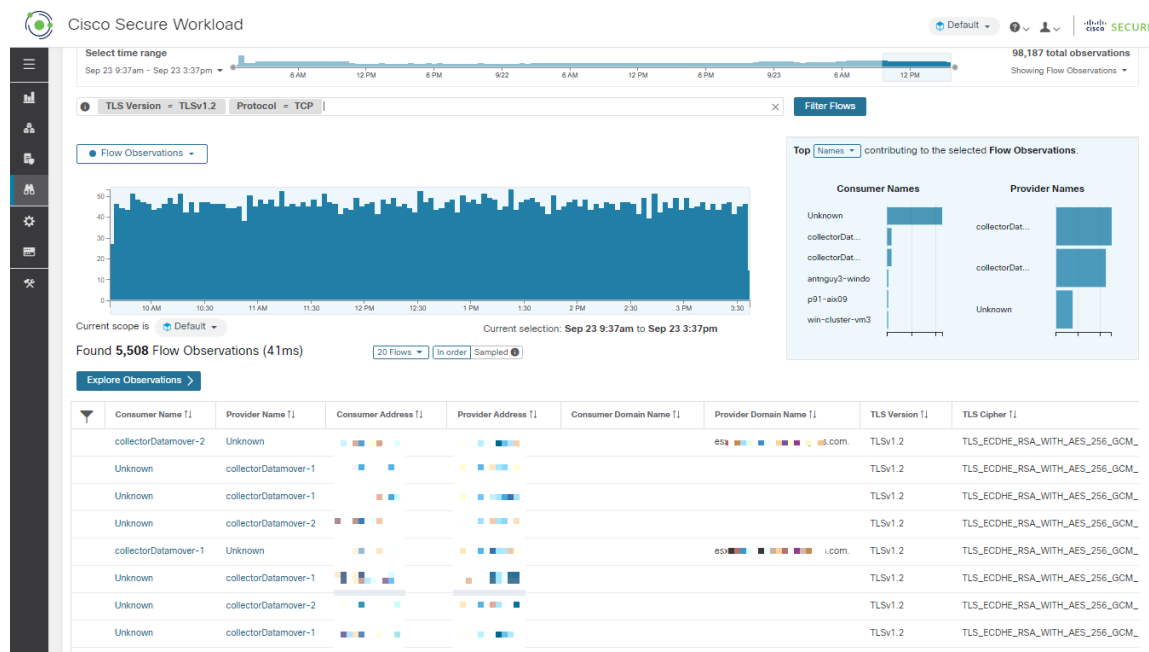 Cisco Secure Workload
Default
CISCO SECURE
Select time range
98,187 total observations
Sep 23 9:37am - Sep 23 3:37pm
Showing Flow Observations
6 AM 12 PM 6 PM 9/22 6 AM 12 PM 6 PM 9/23 6 AM 12 PM
TLS Version = TLSv1.2 Protocol = TCP
Filter Flows
Flow Observations
Top Names contributing to the selected Flow Observations.
Consumer Names Provider Names
Unknown
collectorDat...
collectorDat...
antnguy3-windo
p91-aix09
win-cluster-vm3
collectorDat...
collectorDat...
Unknown
50
40
30
20
10
0
10 AM 10:30 11 AM 11:30 12 PM 12:30 1 PM 1:30 2 PM 2:30 3 PM 3:30
Current scope is Default
Current selection: Sep 23 9:37am to Sep 23 3:37pm
Found 5,508 Flow Observations (41ms)
20 Flows In order Sampled
Explore Observations
Consumer Name Provider Name Consumer Address Provider Address Consumer Domain Name Provider Domain Name TLS Version TLS Cipher
collectorDatamover-2 Unknown .com. TLSv1.2 TLS_ECDHE_RSA_WITH_AES_256_GCM_
Unknown collectorDatamover-1 TLSv1.2 TLS_ECDHE_RSA_WITH_AES_256_GCM_
Unknown collectorDatamover-1 TLSv1.2 TLS_ECDHE_RSA_WITH_AES_256_GCM_
Unknown collectorDatamover-2 TLSv1.2 TLS_ECDHE_RSA_WITH_AES_256_GCM_
collectorDatamover-1 Unknown .com. TLSv1.2 TLS_ECDHE_RSA_WITH_AES_256_GCM_
Unknown collectorDatamover-1 TLSv1.2 TLS_ECDHE_RSA_WITH_AES_256_GCM_
Unknown collectorDatamover-2 TLSv1.2 TLS_ECDHE_RSA_WITH_AES_256_GCM_
Unknown collectorDatamover-1 TLSv1.2 TLS_ECDHE_RSA_WITH_AES_256_GCM_